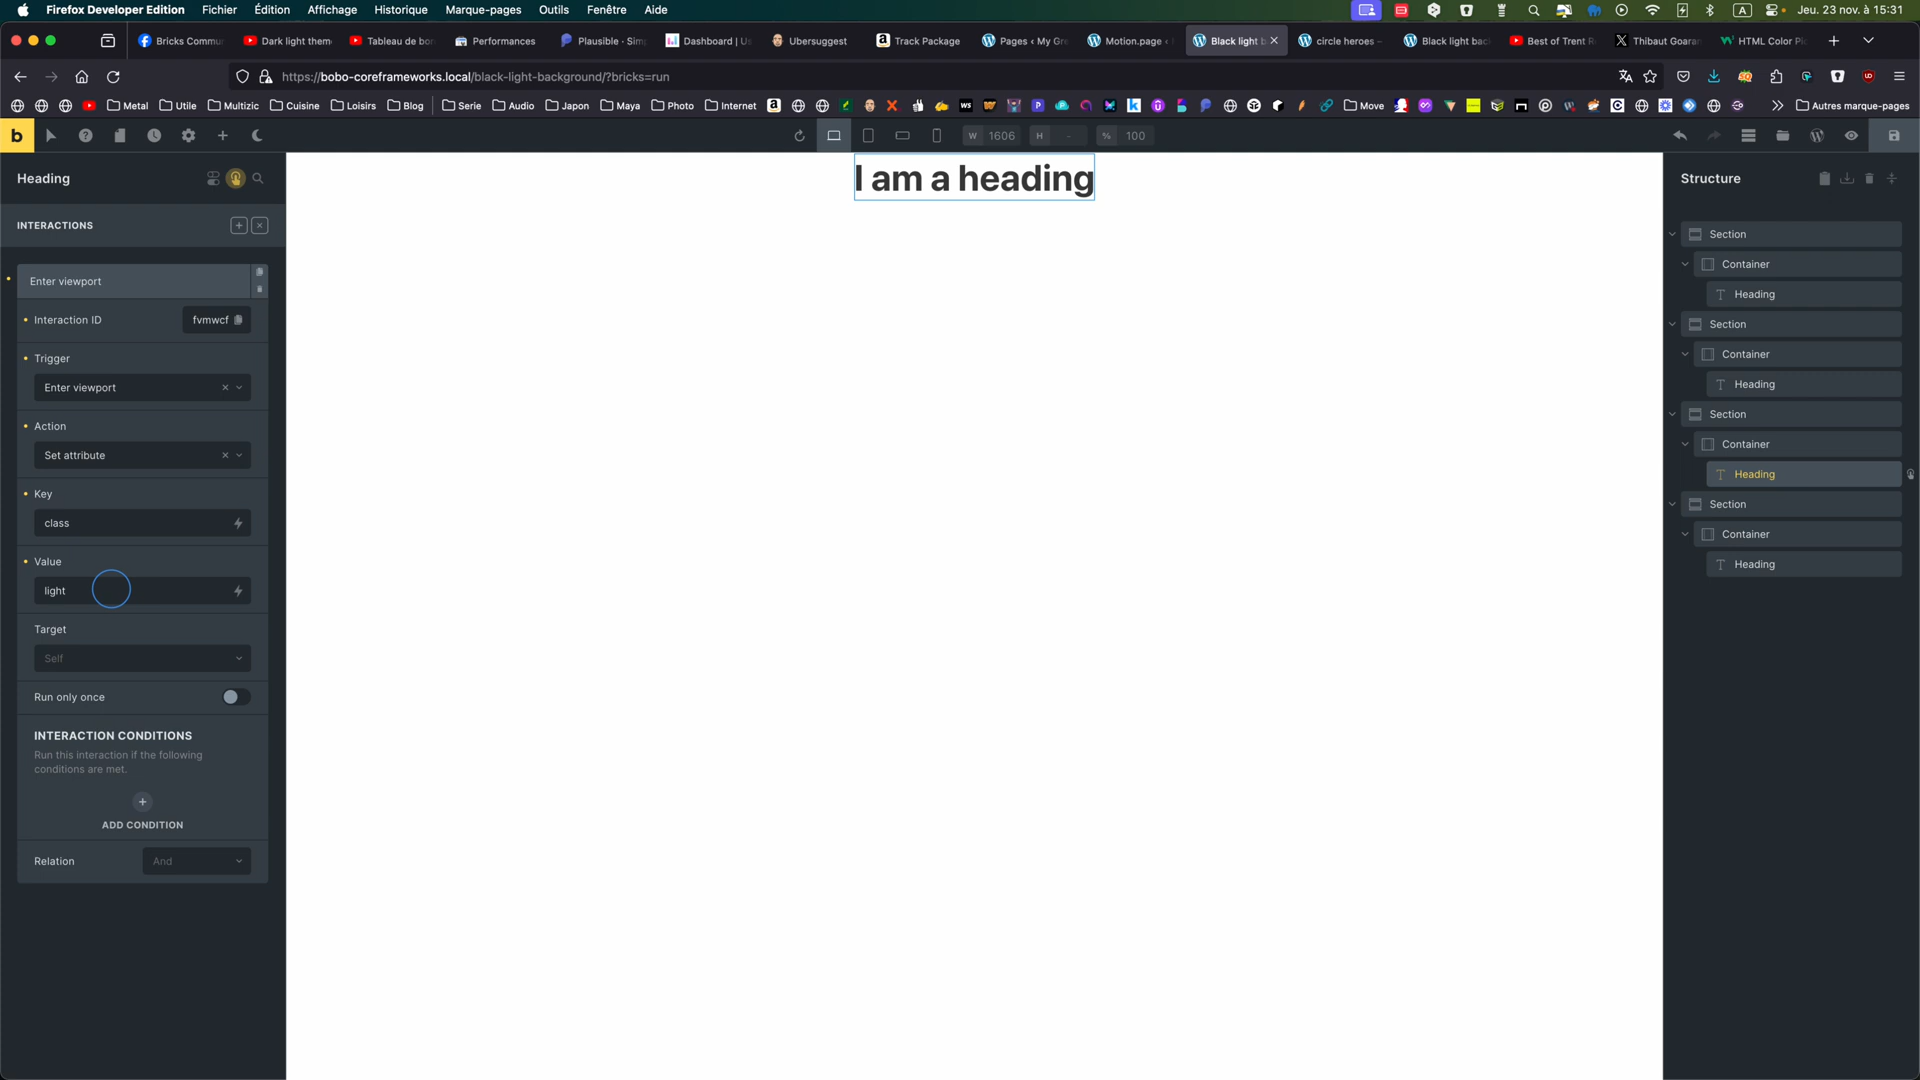 Firefox Developer Edition Fichier Édition Affichage Historique Marque-pages Outils Fenêtre Aide A Jeu. 23 nov. à 15:31
Bricks Commu Dark light them Tableau de bo Performances Plausible · Sim Dashboard | U Ubersuggest Track Package Pages ‹ My Gre Motion.page ‹ Black light b circle heroes – Black light bac Best of Trent R Thibaut Goaran HTML Color Pic
https://bobo-coreframeworks.local/black-light-background/?bricks=run
Metal Utile Multizic Cuisine Loisirs Blog Serie Audio Japon Maya Photo Internet Move Autres marque-pages
b W 1606 H - % 100
Heading
INTERACTIONS
Enter viewport
Interaction ID fvmwcf
Trigger
Enter viewport
Action
Set attribute
Key
class
Value
light
Target
Self
Run only once
INTERACTION CONDITIONS
Run this interaction if the following
conditions are met.
ADD CONDITION
Relation And
I am a heading
Structure
Section
Container
Heading
Section
Container
Heading
Section
Container
Heading
Section
Container
Heading